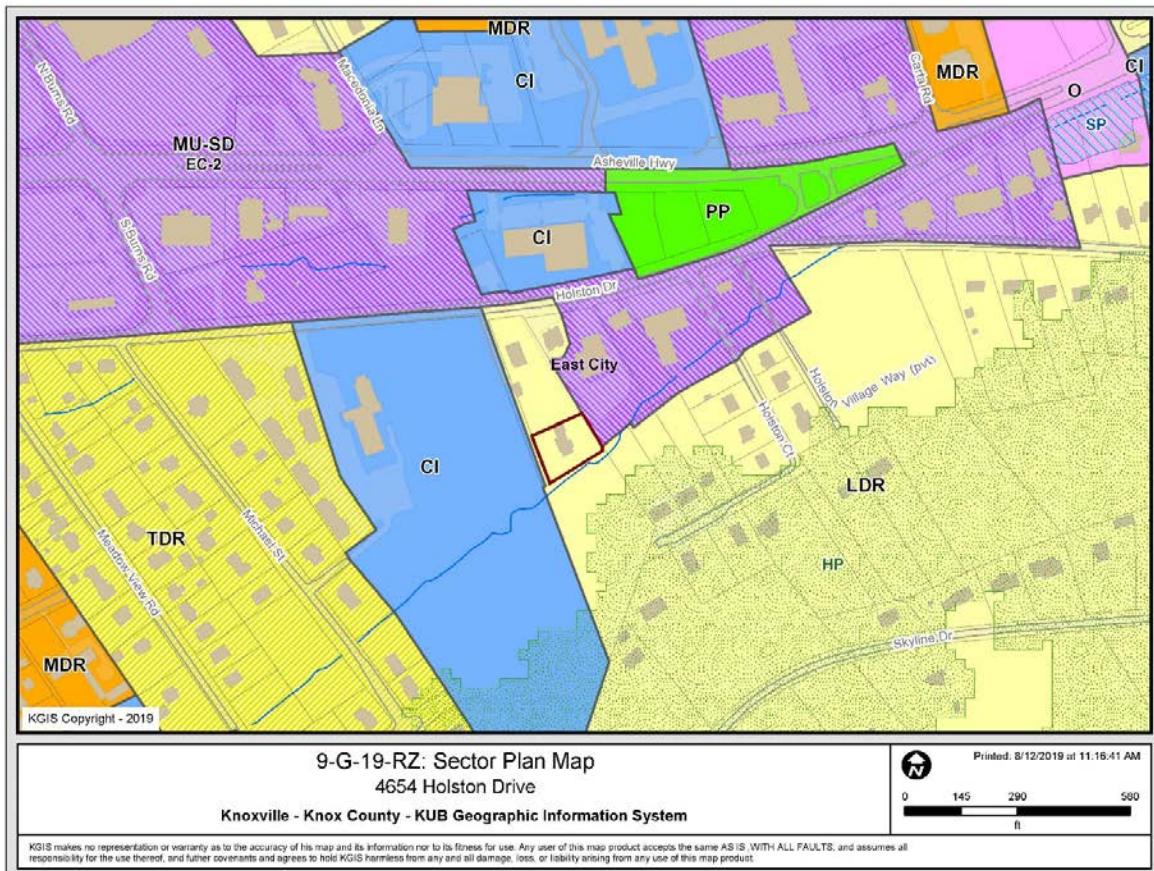 MDR
N Burns Rd
Macedonia Ln
CI
Carta Rd
MDR
CI
O
SP
MU-SD
EC-2
Asheville Hwy
PP
S Burns Rd
CI
Holston Dr
East City
Holston Village Way (pvt)
Holston Ct
CI
LDR
TDR
Michael St
Meadow View Rd
HP
Skyline Dr
MDR
KGIS Copyright - 2019
9-G-19-RZ: Sector Plan Map
4654 Holston Drive
Knoxville - Knox County - KUB Geographic Information System
N
Printed: 8/12/2019 at 11:16:41 AM
0 145 290 580
ft
KGIS makes no representation or warranty as to the accuracy of his map and its information nor to its fitness for use. Any user of this map product accepts the same AS IS ,WITH ALL FAULTS, and assumes all
responsibility for the use thereof, and futher covenants and agrees to hold KGIS harmless from any and all damage, loss, or liability arising from any use of this map product.